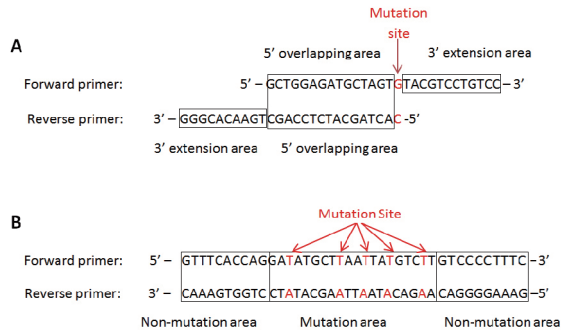 Mutation
site
A
5’ overlapping area
3’ extension area
Forward primer: 5’ – GCTGGAGATGCTAGTGTACGTCCTGTCC – 3’
Reverse primer: 3’ – GGGCACAAGTCGACCTCTACGATCAC -5’
3’ extension area 5’ overlapping area
B
Mutation Site
Forward primer: 5’ – GTTTCACCAGGATATGCTTAATTATGTCTTGTCCCCTTTC –3’
Reverse primer: 3’ – CAAAGTGGTCCTATACGAATTAATACAGAACAGGGGAAAG – 5’
Non-mutation area Mutation area Non-mutation area